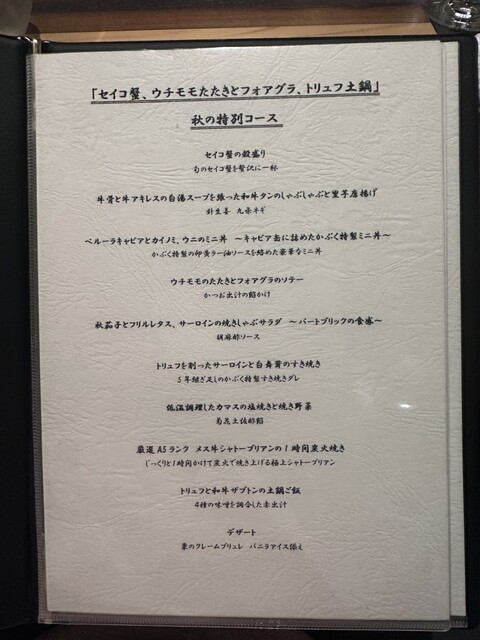 「セイコ蟹、ウチモモたたきとフォアグラ、トリュフ土鍋」
秋の特別コース
セイコ蟹の殻盛り
旬のセイコ蟹を贅沢に一杯
牛骨と牛アキレスの白湯スープを張った和牛タンのしゃぶしゃぶと里芋唐揚げ
針生姜 九条ネギ
ベルーラキャビアとカイノミ、ウニのミニ丼 ～キャビア缶に詰めたかぶく特製ミニ丼～
かぶく特製の卵黄ラー油ソースを絡めた豪華なミニ丼
ウチモモのたたきとフォアグラのソテー
かつお出汁の餡かけ
秋茄子とフリルレタス、サーロインの焼きしゃぶサラダ ～パートブリックの食感～
胡麻酢ソース
トリュフを削ったサーロインと白舞茸のすき焼き
5年継ぎ足しのかぶく特製すき焼きダレ
低温調理したカマスの塩焼きと焼き野菜
菊花土佐酢餡
厳選A5ランク メス牛シャトーブリアンの1時間炭火焼き
じっくりと1時間かけて炭火で焼き上げる極上シャトーブリアン
トリュフと和牛ザブトンの土鍋ご飯
4種の味噌を調合した赤出汁
デザート
栗のクレームブリュレ バニラアイス添え